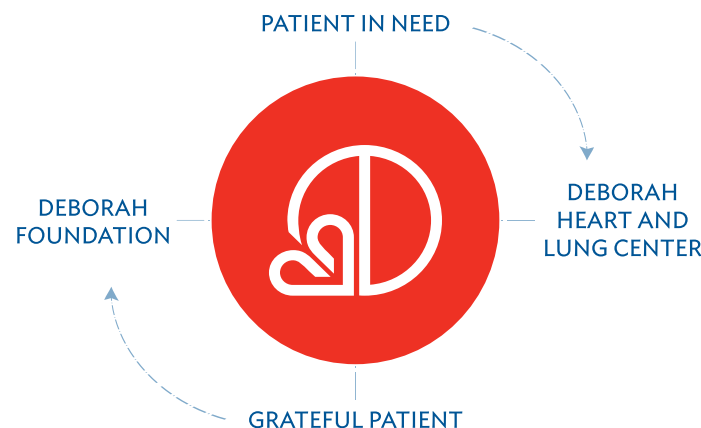 PATIENT IN NEED
DEBORAH
HEART AND
LUNG CENTER
DEBORAH
FOUNDATION
GRATEFUL PATIENT